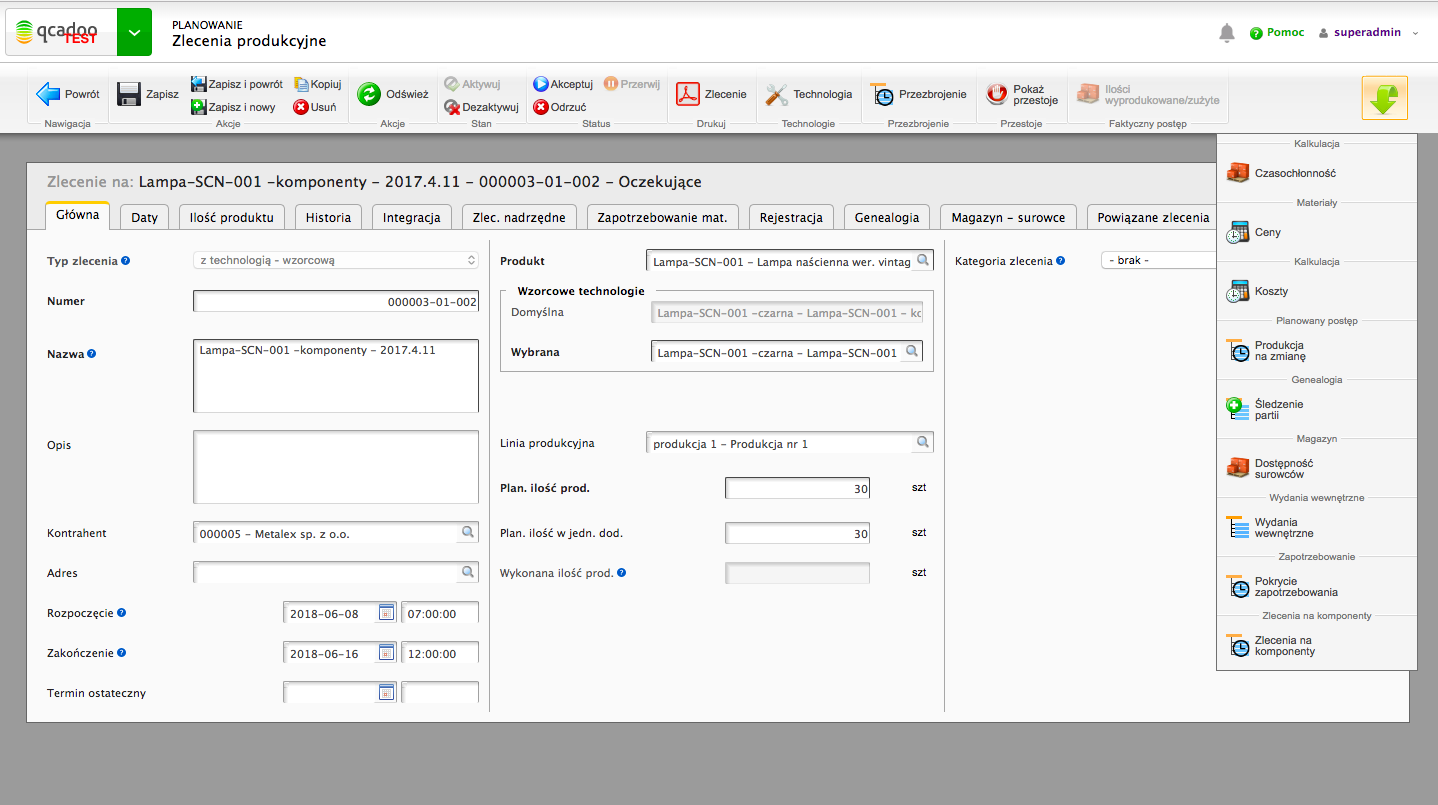 qcadoo
TEST
PLANOWANIE
Zlecenia produkcyjne
Pomoc
superadmin
Powrót
Nawigacja
Zapisz
Zapisz i powrót
Zapisz i nowy
Kopiuj
Usuń
Akcje
Odśwież
Akcje
Aktywuj
Dezaktywuj
Stan
Akceptuj
Odrzuć
Przerwij
Status
Zlecenie
Drukuj
Technologia
Technologie
Przezbrojenie
Przezbrojenie
Pokaż
przestoje
Przestoje
Ilości
wyprodukowane/zużyte
Faktyczny postęp
Zlecenie na: Lampa-SCN-001 -komponenty - 2017.4.11 - 000003-01-002 - Oczekujące
Główna
Daty
Ilość produktu
Historia
Integracja
Zlec. nadrzędne
Zapotrzebowanie mat.
Rejestracja
Genealogia
Magazyn - surowce
Powiązane zlecenia
Typ zlecenia
z technologią - wzorcową
Numer
000003-01-002
Nazwa
Lampa-SCN-001 -komponenty - 2017.4.11
Opis
Kontrahent
000005 - Metalex sp. z o.o.
Adres
Rozpoczęcie
2018-06-08
07:00:00
Zakończenie
2018-06-16
12:00:00
Termin ostateczny
Produkt
Lampa-SCN-001 - Lampa naścienna wer. vintag
Wzorcowe technologie
Domyślna
Lampa-SCN-001 -czarna - Lampa-SCN-001 - kc
Wybrana
Lampa-SCN-001 -czarna - Lampa-SCN-001
Linia produkcyjna
produkcja 1 - Produkcja nr 1
Plan. ilość prod.
30
szt
Plan. ilość w jedn. dod.
30
szt
Wykonana ilość prod.
szt
Kategoria zlecenia
- brak -
Kalkulacja
Czasochłonność
Materiały
Ceny
Kalkulacja
Koszty
Planowany postęp
Produkcja
na zmianę
Genealogia
Śledzenie
partii
Magazyn
Dostępność
surowców
Wydania wewnętrzne
Wydania
wewnętrzne
Zapotrzebowanie
Pokrycie
zapotrzebowania
Zlecenia na komponenty
Zlecenia na
komponenty